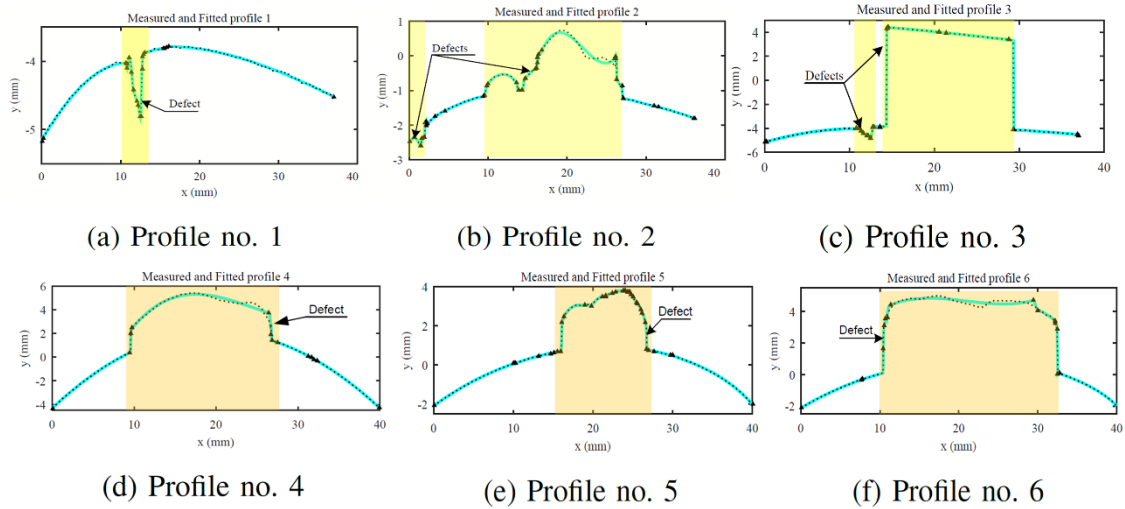 Measured and Fitted profile 1
-4
-5
Defect
0
10
20
30
40
y (mm)
x (mm)
(a) Profile no. 1
Measured and Fitted profile 2
1
0
-1
-2
-3
Defects
0
10
20
30
40
y (mm)
x (mm)
(b) Profile no. 2
Measured and Fitted profile 3
4
2
0
-2
-4
-6
Defects
0
10
20
30
40
y (mm)
x (mm)
(c) Profile no. 3
Measured and Fitted profile 4
6
4
2
0
-2
-4
Defect
0
10
20
30
40
y (mm)
x (mm)
(d) Profile no. 4
Measured and Fitted profile 5
4
2
0
-2
Defect
0
10
20
30
40
y (mm)
x (mm)
(e) Profile no. 5
Measured and Fitted profile 6
4
2
0
-2
Defect
0
10
20
30
40
y (mm)
x (mm)
(f) Profile no. 6